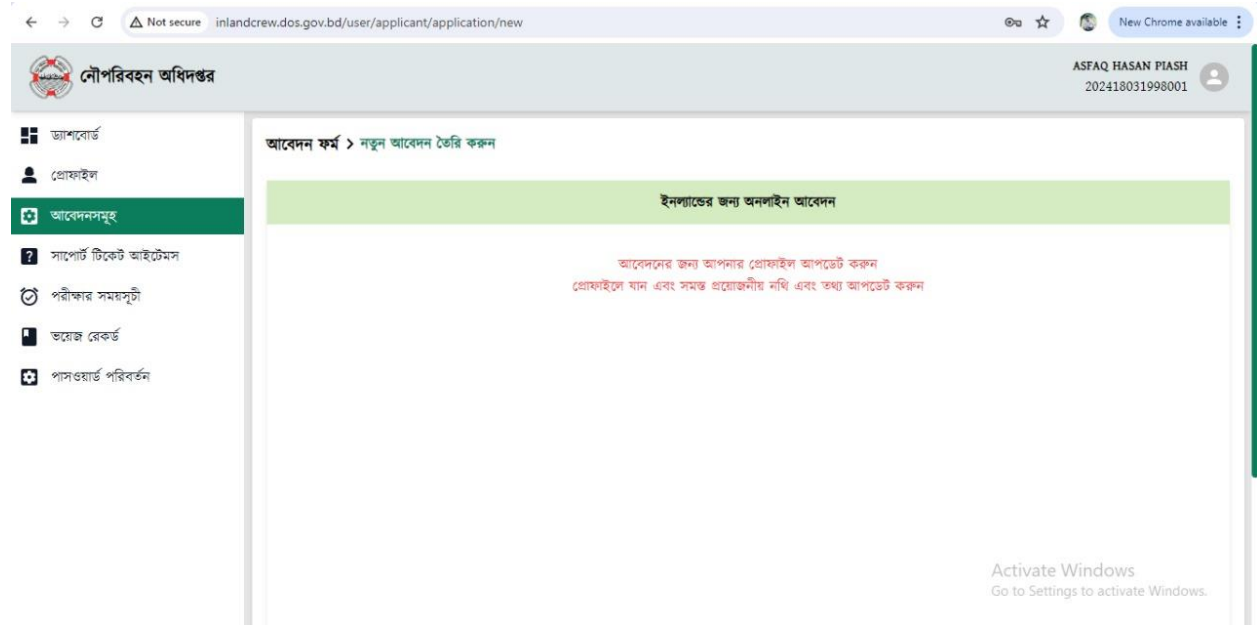 Not secure
inlandcrew.dos.gov.bd/user/applicant/application/new
New Chrome available
নৌপরিবহন অধিদপ্তর
ASFAQ HASAN PIASH
202418031998001
ড্যাশবোর্ড
প্রোফাইল
আবেদনসমূহ
সাপোর্ট টিকেট আইটেমস
পরীক্ষার সময়সূচী
ভয়েজ রেকর্ড
পাসওয়ার্ড পরিবর্তন
আবেদন ফর্ম > নতুন আবেদন তৈরি করুন
ইনল্যান্ডের জন্য অনলাইন আবেদন
আবেদনের জন্য আপনার প্রোফাইল আপডেট করুন
প্রোফাইলে যান এবং সমস্ত প্রয়োজনীয় নথি এবং তথ্য আপডেট করুন
Activate Windows
Go to Settings to activate Windows.